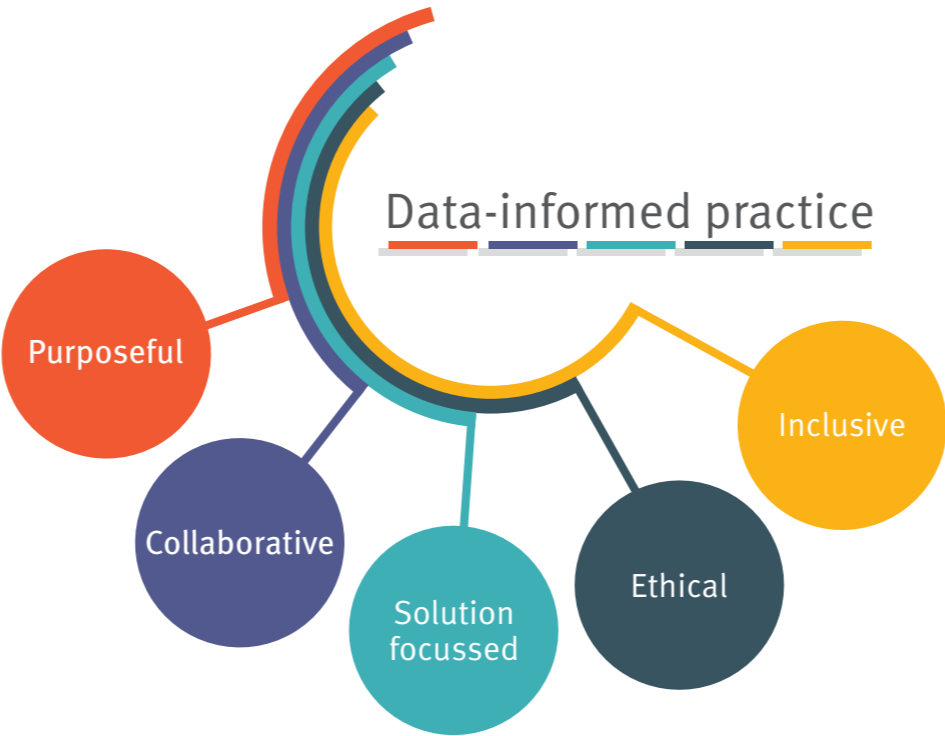 Data-informed practice
Purposeful
Collaborative
Solution
focussed
Ethical
Inclusive